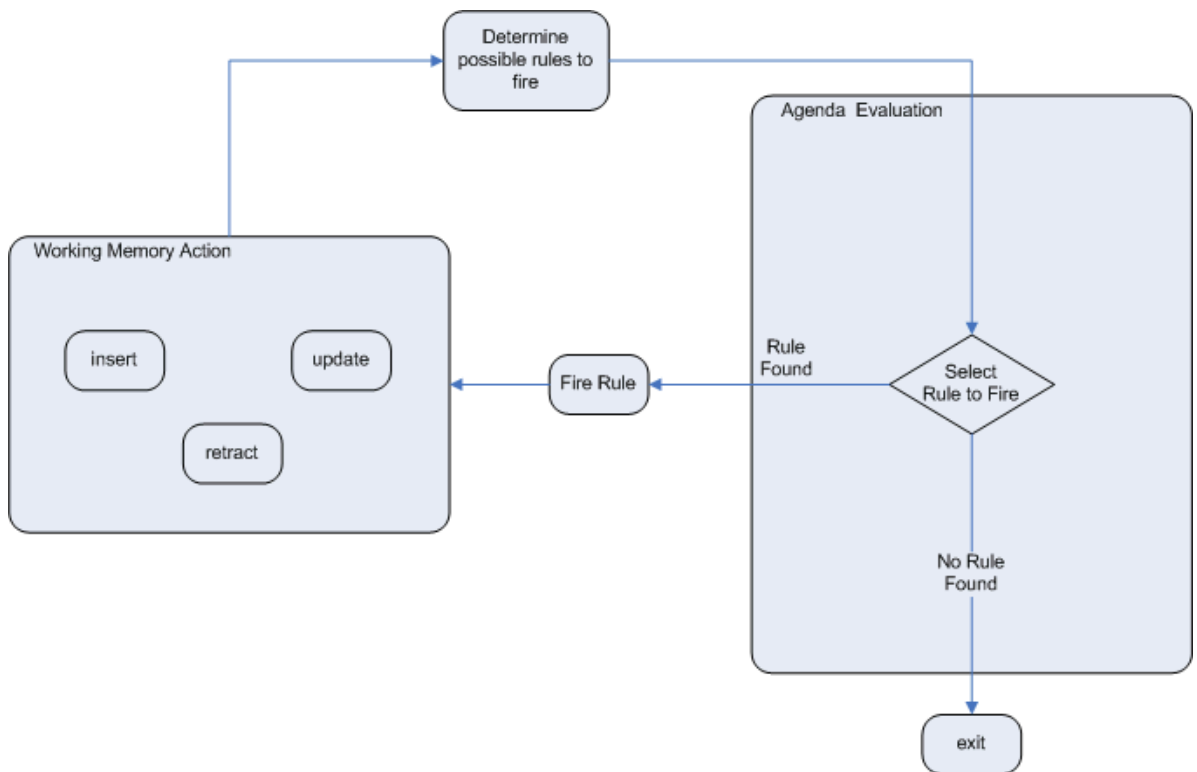 Determine
possible rules to
fire
Agenda Evaluation
Working Memory Action
insert
update
retract
Fire Rule
Rule
Found
Select
Rule to Fire
No Rule
Found
exit